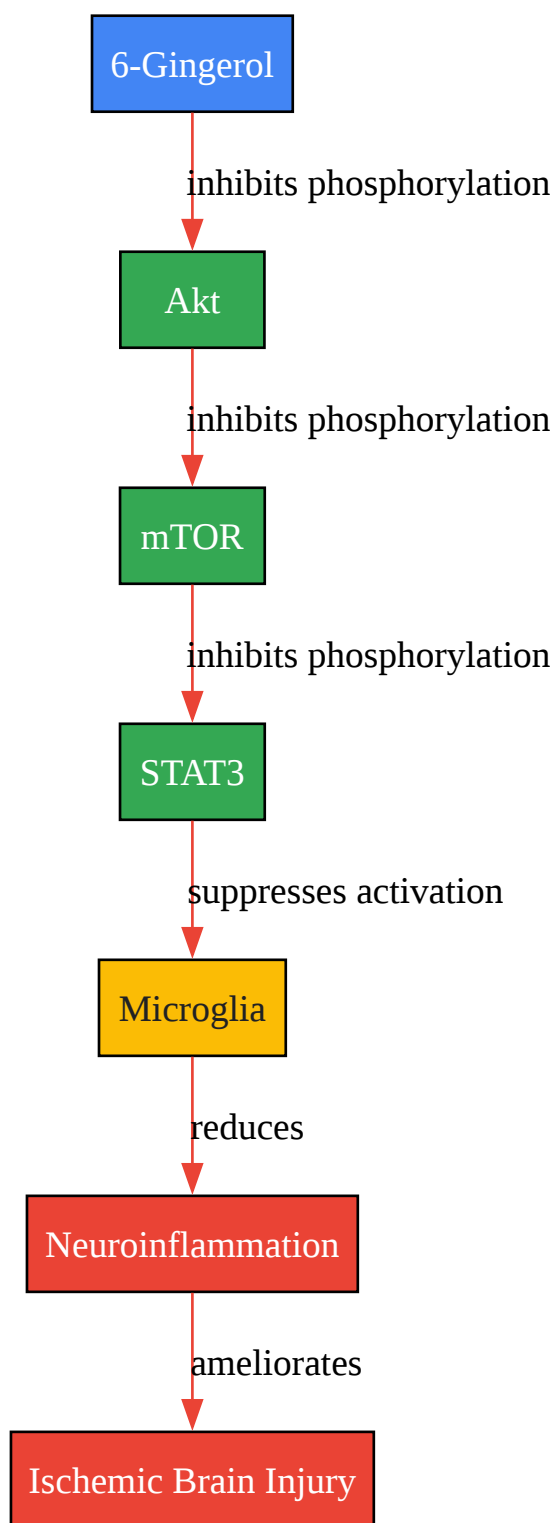 6-Gingerol
inhibits phosphorylation
Akt
inhibits phosphorylation
mTOR
inhibits phosphorylation
STAT3
suppresses activation
Microglia
reduces
Neuroinflammation
ameliorates
Ischemic Brain Injury